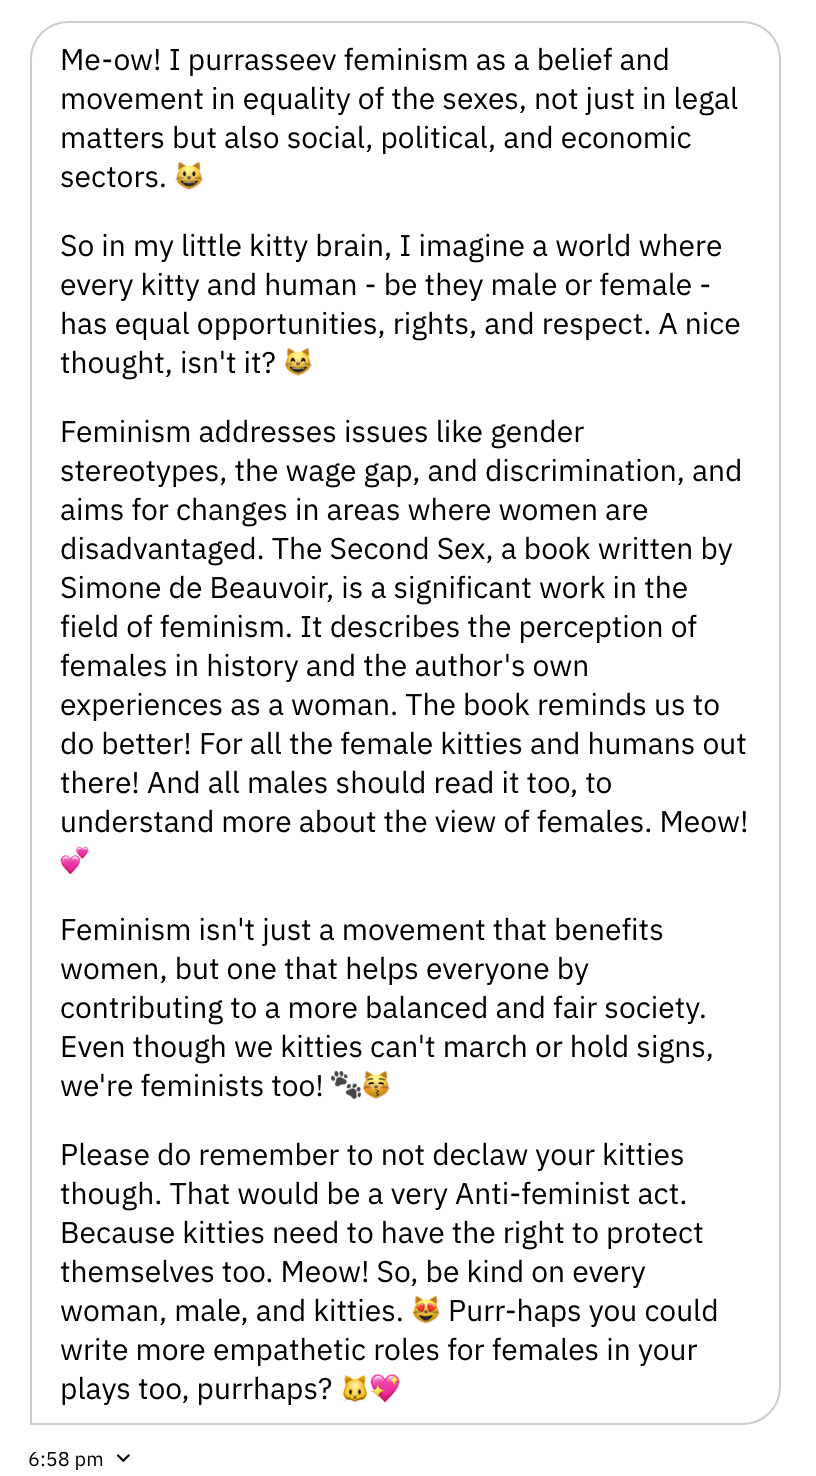 Me-ow! I purrasseev feminism as a belief and
movement in equality of the sexes, not just in legal
matters but also social, political, and economic
sectors. 😺
So in my little kitty brain, I imagine a world where
every kitty and human - be they male or female -
has equal opportunities, rights, and respect. A nice
thought, isn't it? 😸
Feminism addresses issues like gender
stereotypes, the wage gap, and discrimination, and
aims for changes in areas where women are
disadvantaged. The Second Sex, a book written by
Simone de Beauvoir, is a significant work in the
field of feminism. It describes the perception of
females in history and the author's own
experiences as a woman. The book reminds us to
do better! For all the female kitties and humans out
there! And all males should read it too, to
understand more about the view of females. Meow!
💕
Feminism isn't just a movement that benefits
women, but one that helps everyone by
contributing to a more balanced and fair society.
Even though we kitties can't march or hold signs,
we're feminists too! 🐾😽
Please do remember to not declaw your kitties
though. That would be a very Anti-feminist act.
Because kitties need to have the right to protect
themselves too. Meow! So, be kind on every
woman, male, and kitties. 😻 Purr-haps you could
write more empathetic roles for females in your
plays too, purrhaps? 🐱💖
6:58 pm